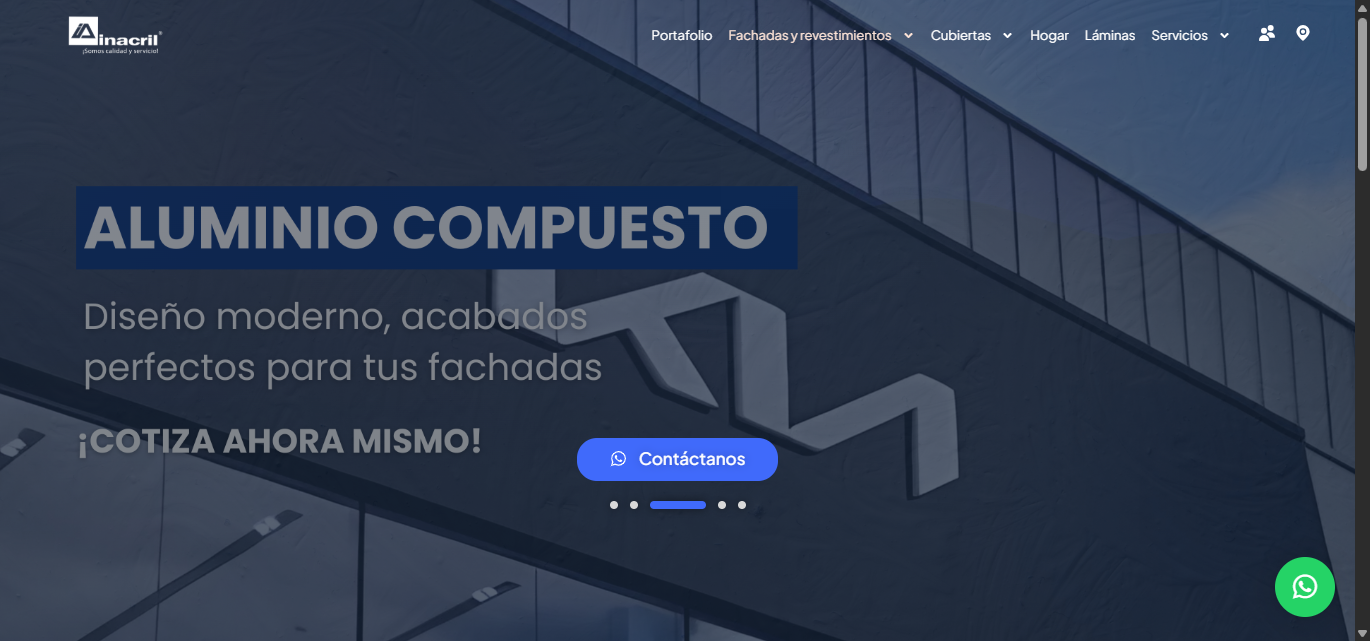 inacril®
¡Somos calidad y servicio!
Portafolio
Fachadas y revestimientos
Cubiertas
Hogar
Láminas
Servicios
ALUMINIO COMPUESTO
Diseño moderno, acabados
perfectos para tus fachadas
¡COTIZA AHORA MISMO!
Contáctanos